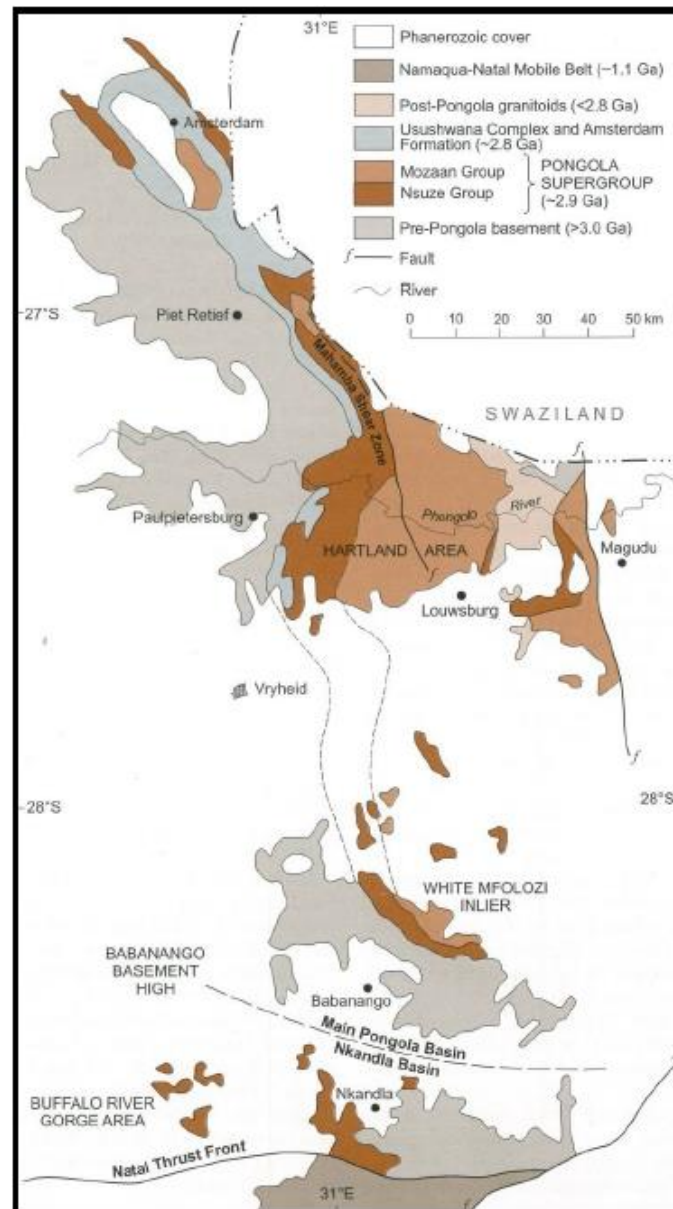 31°E
Phanerozoic cover
Namaqua-Natal Mobile Belt (~1.1 Ga)
Post-Pongola granitoids (<2.8 Ga)
Usushwana Complex and Amsterdam
Formation (~2.8 Ga)
Mozaan Group
Nsuze Group
PONGOLA
SUPERGROUP
(~2.9 Ga)
Pre-Pongola basement (>3.0 Ga)
f
Fault
River
0 10 20 30 40 50 km
Amsterdam
27°S
Piet Retief
Mahamba Shear Zone
SWAZILAND
f
Paulpietersburg
Phongolo River
HARTLAND AREA
f
Magudu
Louwsburg
Vryheid
f
28°S
28°S
WHITE MFOLOZI
INLIER
BABANANGO
BASEMENT
HIGH
Babanango
Main Pongola Basin
Nkandla Basin
Nkandla
BUFFALO RIVER
GORGE AREA
Natal Thrust Front
31°E
f